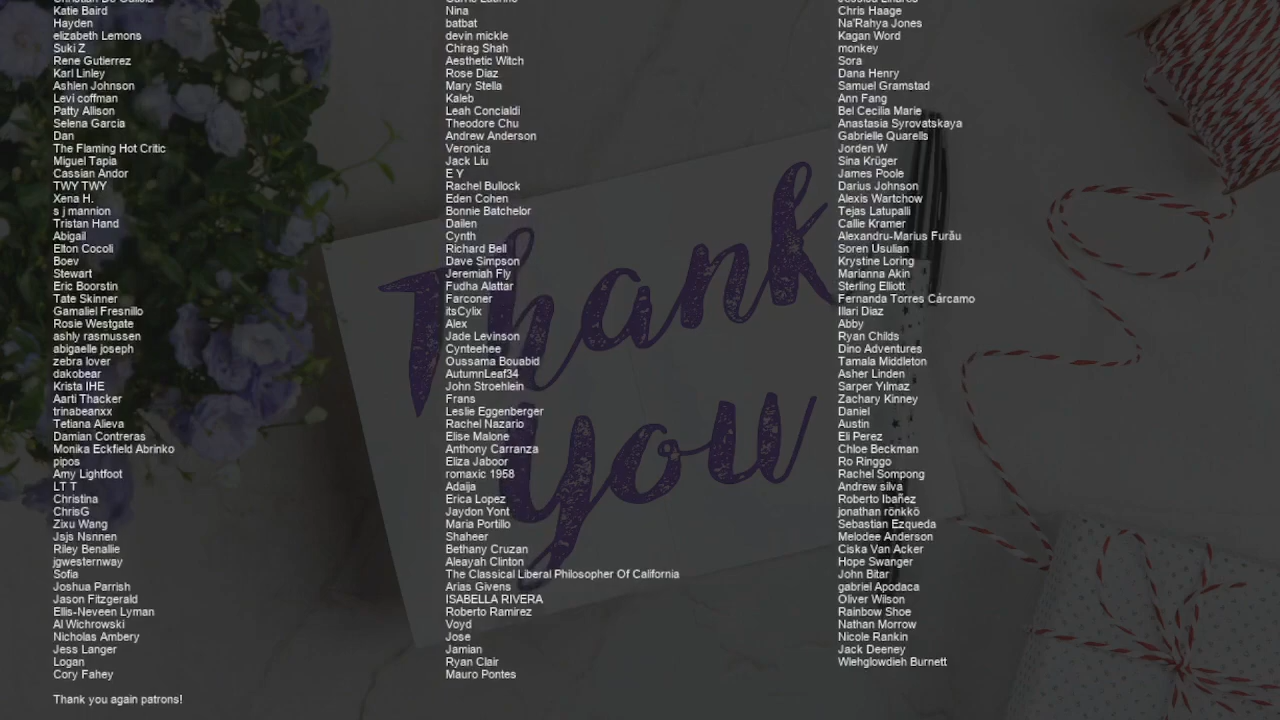 Katie Baird
Hayden
elizabeth Lemons
Suki Z
Rene Gutierrez
Karl Linley
Ashlen Johnson
Levi coffman
Patty Allison
Selena Garcia
Dan
The Flaming Hot Critic
Miguel Tapia
Cassian Andor
TWY TWY
Xena H.
s j mannion
Tristan Hand
Abigail
Elton Cocoli
Boev
Stewart
Eric Boorstin
Tate Skinner
Gamaliel Fresnillo
Rosie Westgate
ashly rasmussen
abigaelle joseph
zebra lover
dakobear
Krista IHE
Aarti Thacker
trinabeanxx
Tetiana Alieva
Damian Contreras
Monika Eckfield Abrinko
pipos
Amy Lightfoot
LT T
Christina
ChrisG
Zixu Wang
Jsjs Nsnnen
Riley Benallie
jgwesternway
Sofia
Joshua Parrish
Jason Fitzgerald
Ellis-Neveen Lyman
Al Wichrowski
Nicholas Ambery
Jess Langer
Logan
Cory Fahey
Thank you again patrons!
Nina
batbat
devin mickle
Chirag Shah
Aesthetic Witch
Rose Diaz
Mary Stella
Kaleb
Leah Concialdi
Theodore Chu
Andrew Anderson
Veronica
Jack Liu
E Y
Rachel Bullock
Eden Cohen
Bonnie Batchelor
Dailen
Cynth
Richard Bell
Dave Simpson
Jeremiah Fly
Fudha Alattar
Farconer
itsCylix
Alex
Jade Levinson
Cynteehee
Oussama Bouabid
AutumnLeaf34
John Stroehlein
Frans
Leslie Eggenberger
Rachel Nazario
Elise Malone
Anthony Carranza
Eliza Jaboor
romaxic 1958
Adaija
Erica Lopez
Jaydon Yont
Maria Portillo
Shaheer
Bethany Cruzan
Aleayah Clinton
The Classical Liberal Philosopher Of California
Arias Givens
ISABELLA RIVERA
Roberto Ramirez
Voyd
Jose
Jamian
Ryan Clair
Mauro Pontes
Chris Haage
Na'Rahya Jones
Kagan Word
monkey
Sora
Dana Henry
Samuel Gramstad
Ann Fang
Bel Cecilia Marie
Anastasia Syrovatskaya
Gabrielle Quarells
Jorden W
Sina Krüger
James Poole
Darius Johnson
Alexis Wartchow
Tejas Latupalli
Callie Kramer
Alexandru-Marius Furău
Soren Usulian
Krystine Loring
Marianna Akin
Sterling Elliott
Fernanda Torres Cárcamo
Illari Diaz
Abby
Ryan Childs
Dino Adventures
Tamala Middleton
Asher Linden
Sarper Yılmaz
Zachary Kinney
Daniel
Austin
Eli Perez
Chloe Beckman
Ro Ringgo
Rachel Sompong
Andrew silva
Roberto Ibañez
jonathan rönkkö
Sebastian Ezqueda
Melodee Anderson
Ciska Van Acker
Hope Swanger
John Bitar
gabriel Apodaca
Oliver Wilson
Rainbow Shoe
Nathan Morrow
Nicole Rankin
Jack Deeney
Wlehglowdieh Burnett
Thank
you